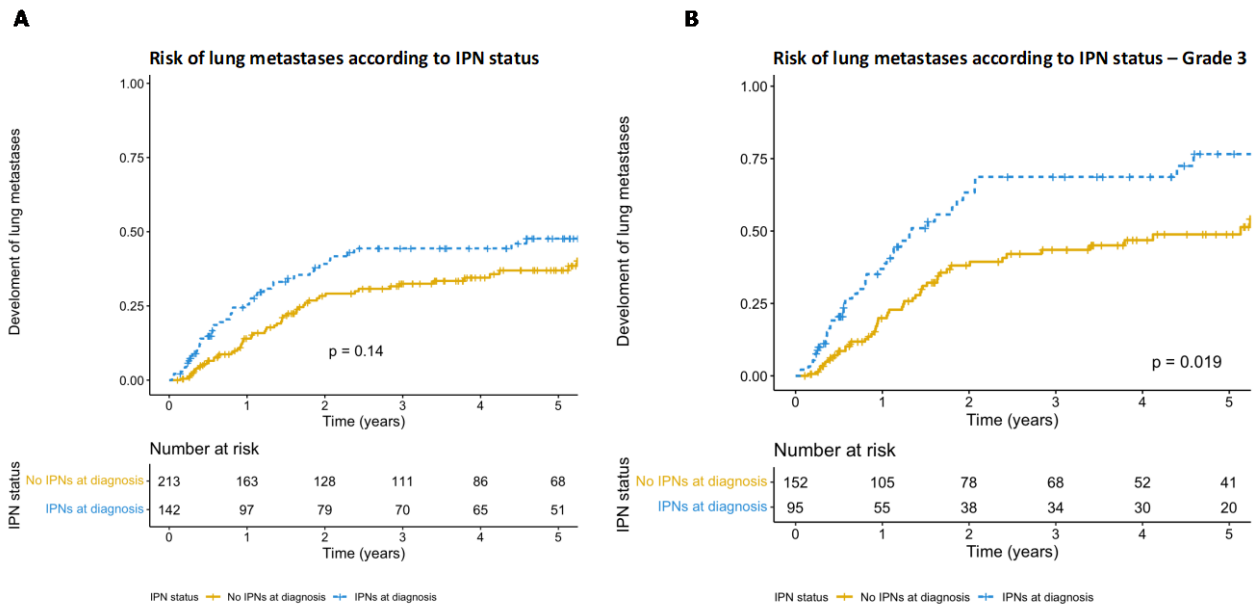 A
Risk of lung metastases according to IPN status
Develoment of lung metastases
1.00
0.75
0.50
0.25
0.00
p = 0.14
0 1 2 3 4 5
Time (years)
Number at risk
IPN status
No IPNs at diagnosis 213 163 128 111 86 68
IPNs at diagnosis 142 97 79 70 65 51
0 1 2 3 4 5
Time (years)
IPN status No IPNs at diagnosis IPNs at diagnosis
B
Risk of lung metastases according to IPN status – Grade 3
Develoment of lung metastases
1.00
0.75
0.50
0.25
0.00
p = 0.019
0 1 2 3 4 5
Time (years)
Number at risk
IPN status
No IPNs at diagnosis 152 105 78 68 52 41
IPNs at diagnosis 95 55 38 34 30 20
0 1 2 3 4 5
Time (years)
IPN status No IPNs at diagnosis IPNs at diagnosis